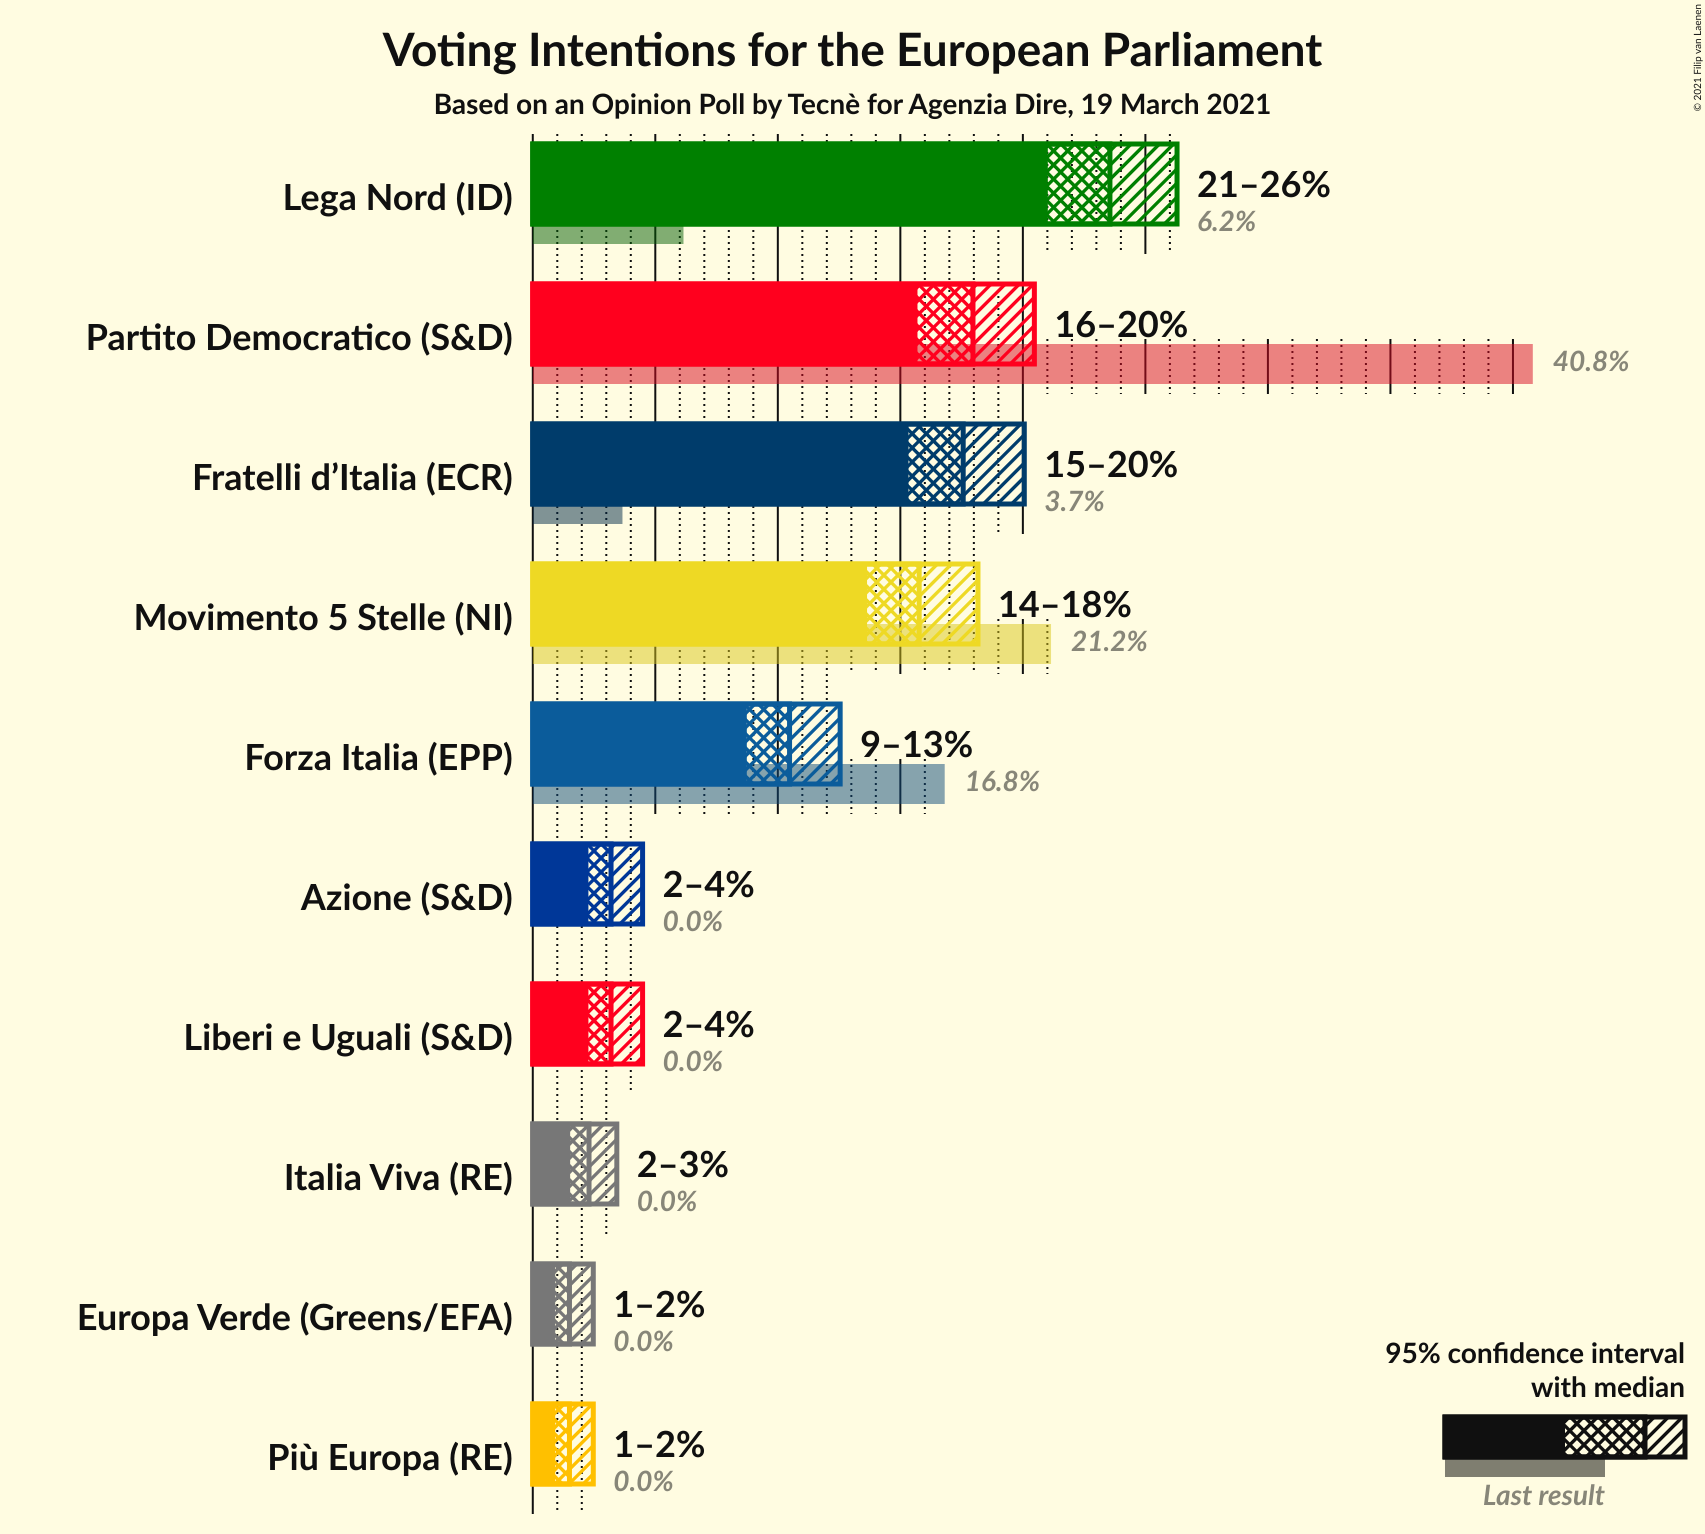 Voting Intentions for the European Parliament
Based on an Opinion Poll by Tecnè for Agenzia Dire, 19 March 2021
© 2021 Filip van Laenen
Lega Nord (ID)
21–26%
6.2%
Partito Democratico (S&D)
16–20%
40.8%
Fratelli d’Italia (ECR)
15–20%
3.7%
Movimento 5 Stelle (NI)
14–18%
21.2%
Forza Italia (EPP)
9–13%
16.8%
Azione (S&D)
2–4%
0.0%
Liberi e Uguali (S&D)
2–4%
0.0%
Italia Viva (RE)
2–3%
0.0%
Europa Verde (Greens/EFA)
1–2%
0.0%
Più Europa (RE)
1–2%
0.0%
95% confidence interval
with median
Last result